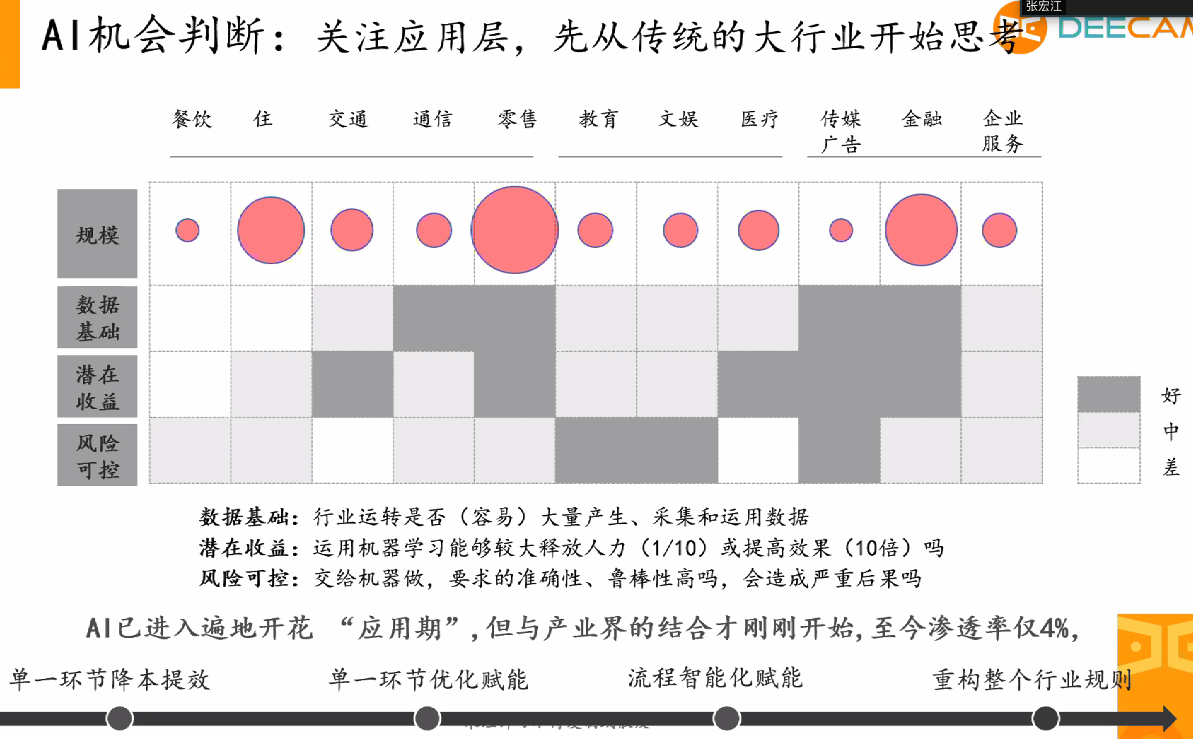 张宏江
AI机会判断：关注应用层，先从传统的大行业开始思考
DEECAM
餐饮 住 交通 通信 零售 教育 文娱 医疗 传媒 金融 企业
广告 服务
规模
数据
基础
潜在
收益
风险
可控
好
中
差
数据基础：行业运转是否（容易）大量产生、采集和运用数据
潜在收益：运用机器学习能够较大释放人力（1/10）或提高效果（10倍）吗
风险可控：交给机器做，要求的准确性、鲁棒性高吗，会造成严重后果吗
AI已进入遍地开花 “应用期”,但与产业界的结合才刚刚开始,至今渗透率仅4%,
单一环节降本提效 单一环节优化赋能 流程智能化赋能 重构整个行业规则